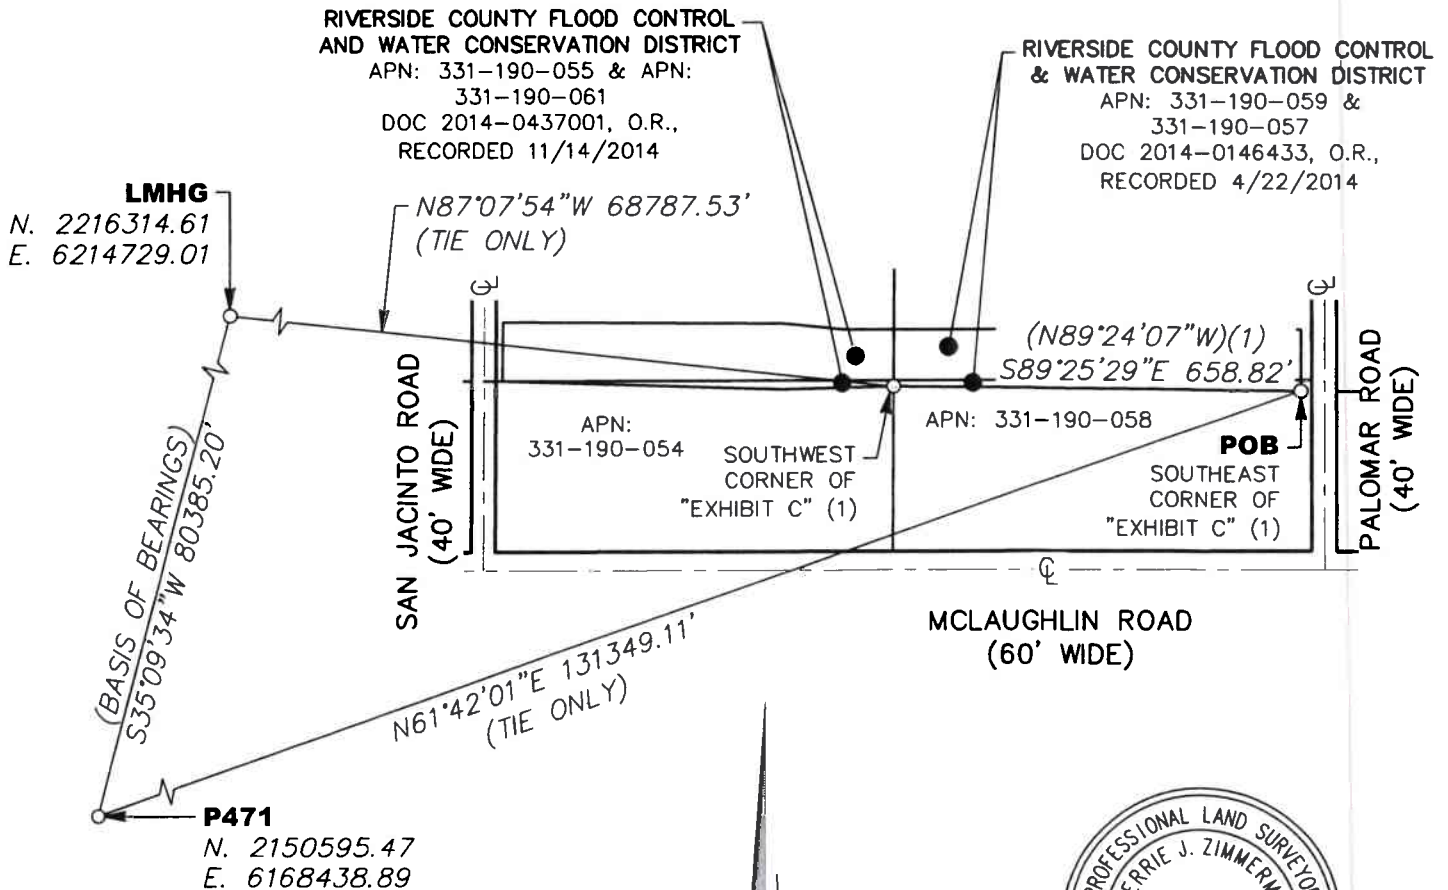 RIVERSIDE COUNTY FLOOD CONTROL
AND WATER CONSERVATION DISTRICT
APN: 331-190-055 & APN:
331-190-061
DOC 2014-0437001, O.R.,
RECORDED 11/14/2014
RIVERSIDE COUNTY FLOOD CONTROL
& WATER CONSERVATION DISTRICT
APN: 331-190-059 &
331-190-057
DOC 2014-0146433, O.R.,
RECORDED 4/22/2014
LMHG
N. 2216314.61
E. 6214729.01
N87°07'54"W 68787.53'
(TIE ONLY)
(N89°24'07"W)(1)
S89°25'29"E 658.82'
SAN JACINTO ROAD
(40' WIDE)
APN:
331-190-054
SOUTHWEST
CORNER OF
"EXHIBIT C" (1)
APN: 331-190-058
POB
SOUTHEAST
CORNER OF
"EXHIBIT C" (1)
PALOMAR ROAD
(40' WIDE)
MCLAUGHLIN ROAD
(60' WIDE)
(BASIS OF BEARINGS)
S35°09'34"W 80385.20'
N61°42'01"E 131349.11'
(TIE ONLY)
P471
N. 2150595.47
E. 6168438.89
PROFESSIONAL LAND SURVEYO
ERRIE J. ZIMMERM